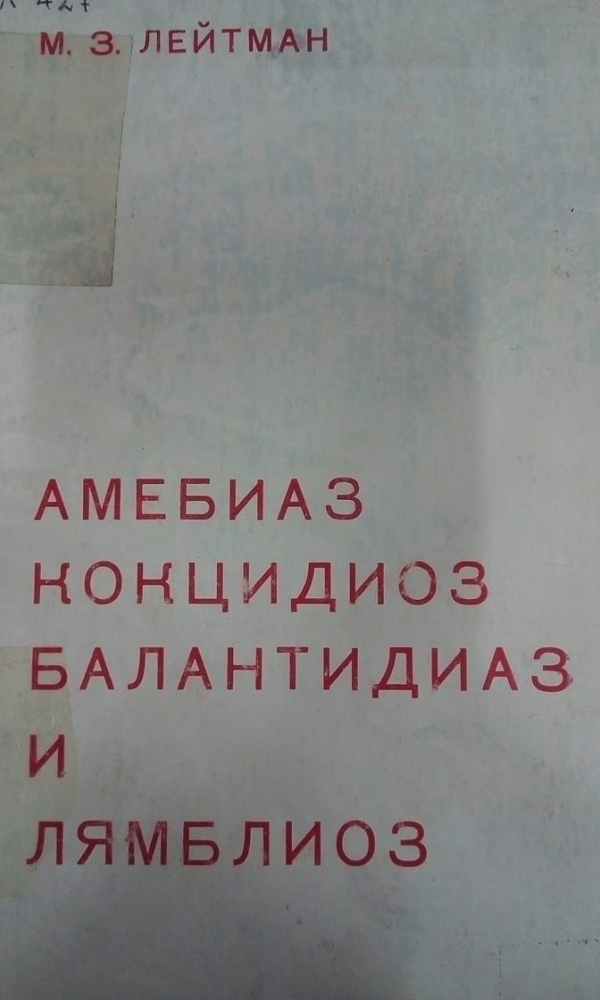 М. З. ЛЕЙТМАН
АМЕБИАЗ
КОКЦИДИОЗ
БАЛАНТИДИАЗ
И
ЛЯМБЛИОЗ